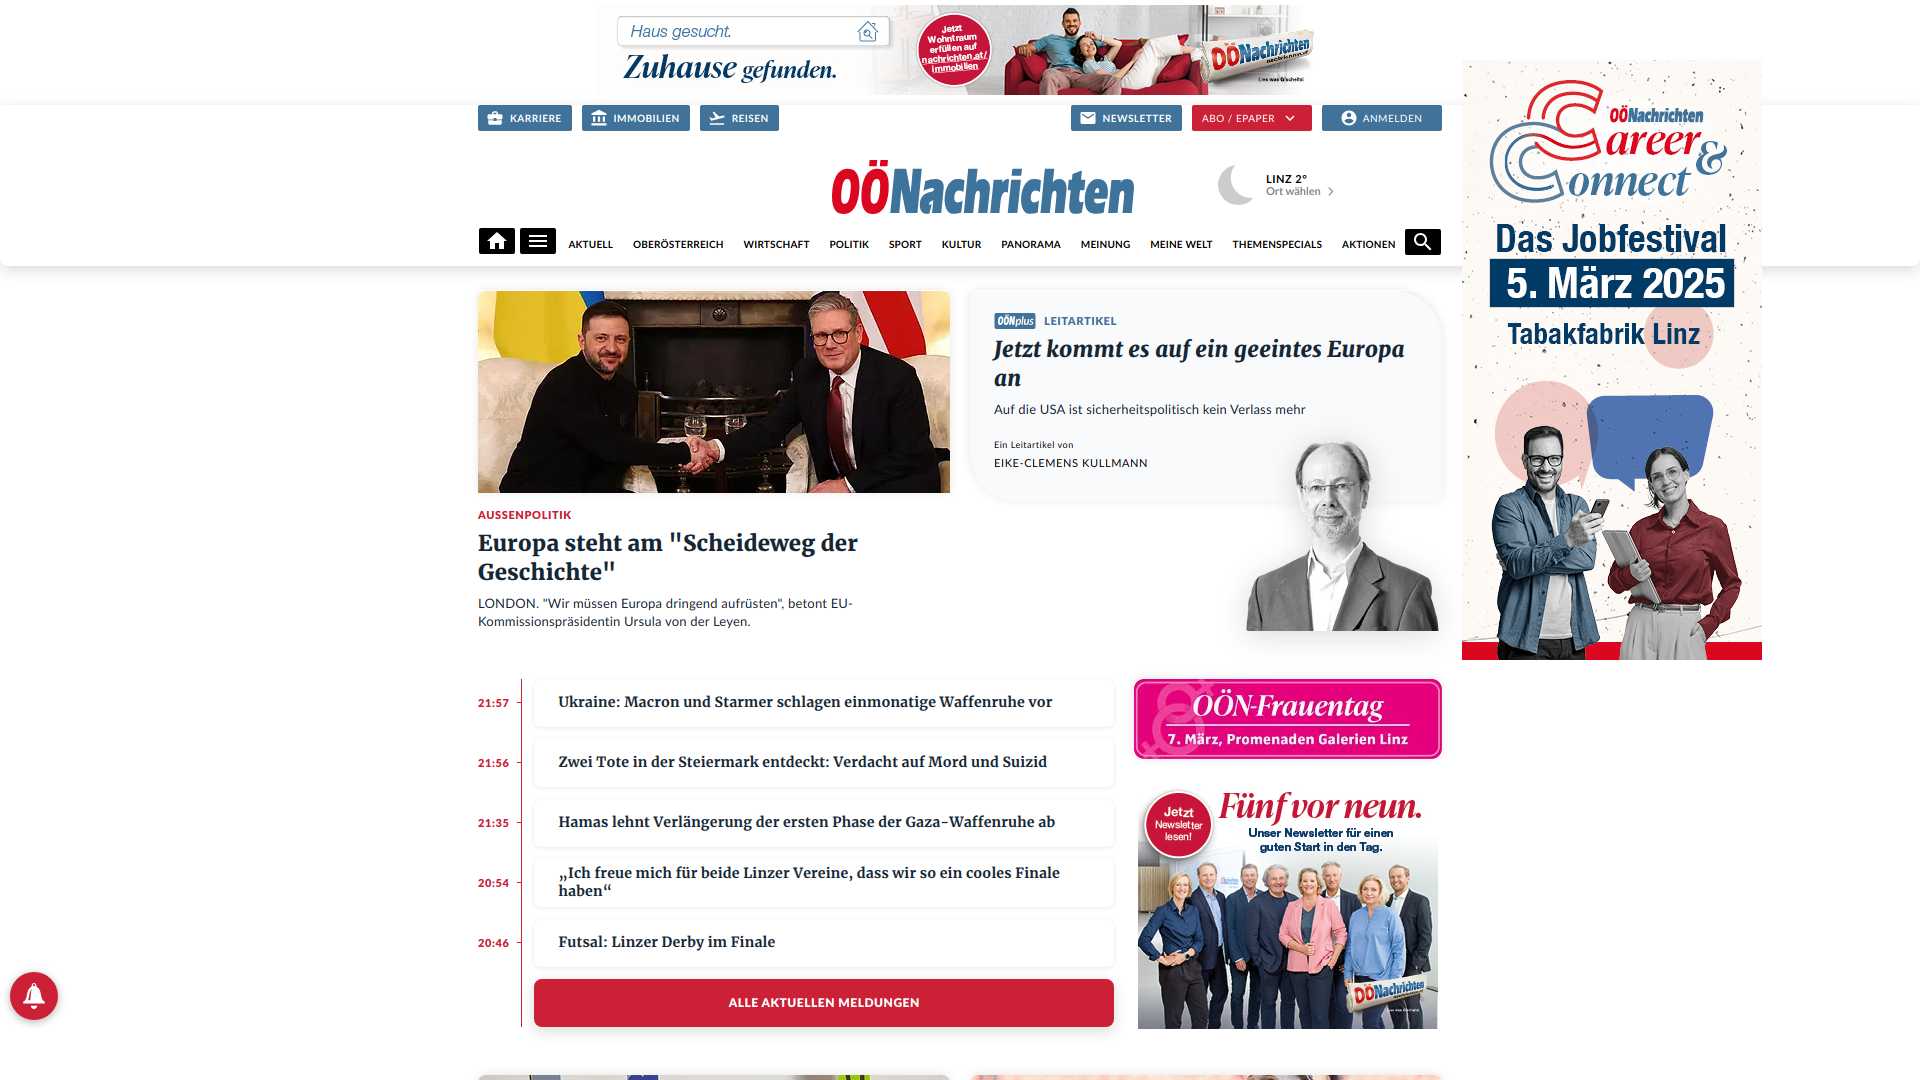 Haus gesucht.
Zuhause gefunden.
Jetzt
Wohntraum
erfüllen auf
nachrichten.at/
immobilien
OÖNachrichten
Lies was G'scheits!
KARRIERE
IMMOBILIEN
REISEN
NEWSLETTER
ABO / EPAPER
ANMELDEN
OÖNachrichten
LINZ 2°
Ort wählen
AKTUELL
OBERÖSTERREICH
WIRTSCHAFT
POLITIK
SPORT
KULTUR
PANORAMA
MEINUNG
MEINE WELT
THEMENSPECIALS
AKTIONEN
OÖNachrichten
Career &
Connect
Das Jobfestival
5. März 2025
Tabakfabrik Linz
AUSSENPOLITIK
Europa steht am "Scheideweg der
Geschichte"
LONDON. "Wir müssen Europa dringend aufrüsten", betont EU-
Kommissionspräsidentin Ursula von der Leyen.
OÖNplus LEITARTIKEL
Jetzt kommt es auf ein geeintes Europa
an
Auf die USA ist sicherheitspolitisch kein Verlass mehr
Ein Leitartikel von
EIKE-CLEMENS KULLMANN
21:57 Ukraine: Macron und Starmer schlagen einmonatige Waffenruhe vor
21:56 Zwei Tote in der Steiermark entdeckt: Verdacht auf Mord und Suizid
21:35 Hamas lehnt Verlängerung der ersten Phase der Gaza-Waffenruhe ab
20:54 „Ich freue mich für beide Linzer Vereine, dass wir so ein cooles Finale
haben“
20:46 Futsal: Linzer Derby im Finale
ALLE AKTUELLEN MELDUNGEN
OÖN-Frauentag
7. März, Promenaden Galerien Linz
Jetzt
Newsletter
lesen!
Fünf vor neun.
Unser Newsletter für einen
guten Start in den Tag.
OÖNachrichten